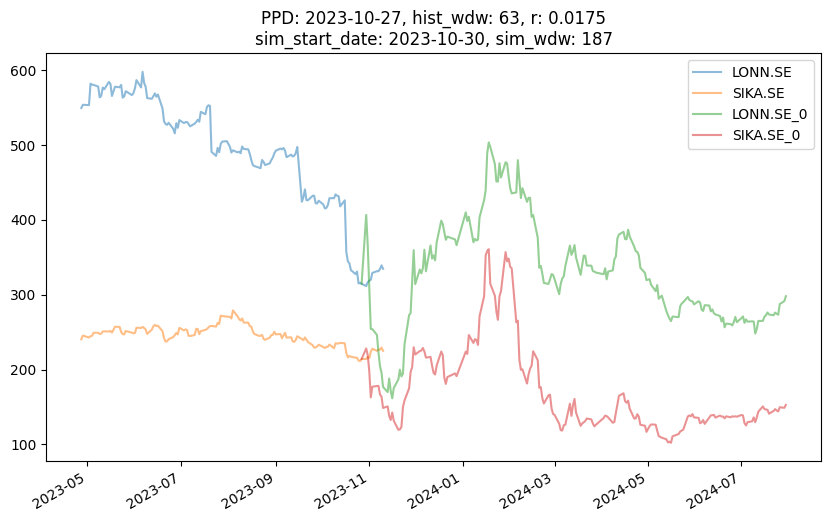 PPD: 2023-10-27, hist_wdw: 63, r: 0.0175
sim_start_date: 2023-10-30, sim_wdw: 187
LONN.SE
SIKA.SE
LONN.SE_0
SIKA.SE_0
600
500
400
300
200
100
2023-05
2023-07
2023-09
2023-11
2024-01
2024-03
2024-05
2024-07